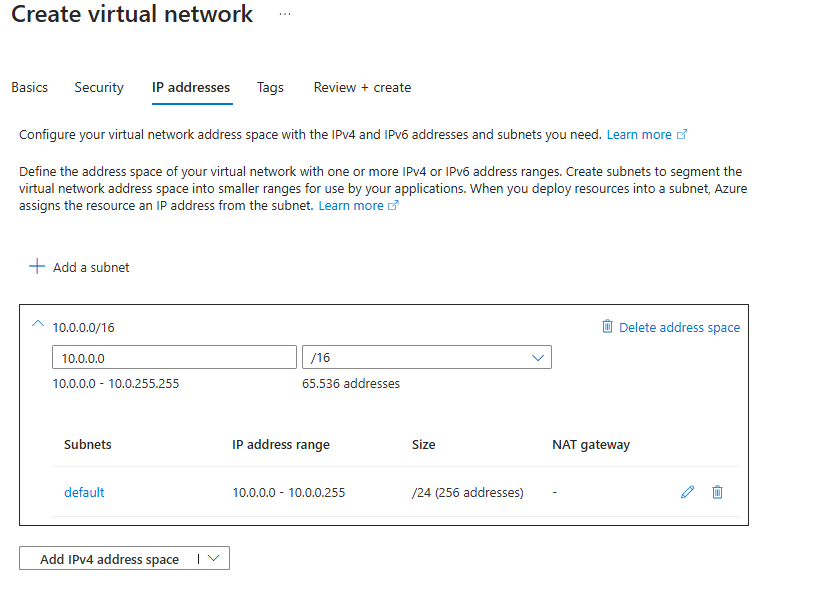 Create virtual network ...
Basics Security IP addresses Tags Review + create
Configure your virtual network address space with the IPv4 and IPv6 addresses and subnets you need. Learn more
Define the address space of your virtual network with one or more IPv4 or IPv6 address ranges. Create subnets to segment the
virtual network address space into smaller ranges for use by your applications. When you deploy resources into a subnet, Azure
assigns the resource an IP address from the subnet. Learn more
Add a subnet
10.0.0.0/16 Delete address space
10.0.0.0 /16
10.0.0.0 - 10.0.255.255 65.536 addresses
Subnets IP address range Size NAT gateway
default 10.0.0.0 - 10.0.0.255 /24 (256 addresses) -
Add IPv4 address space |